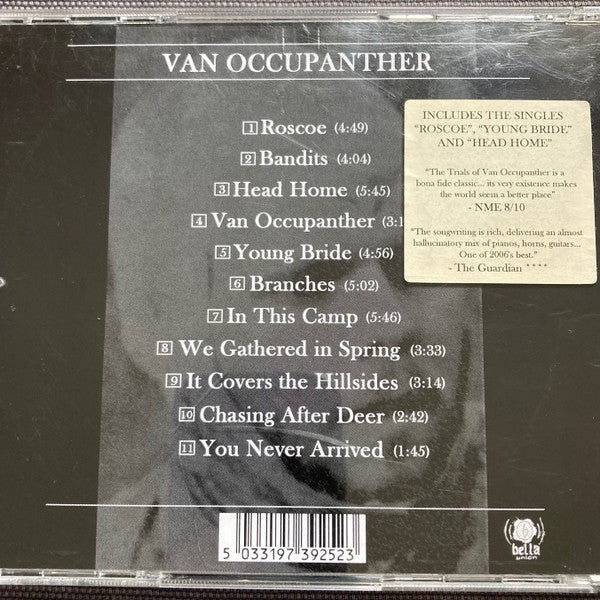 VAN OCCUPANTHER
1 Roscoe (4:49)
2 Bandits (4:04)
3 Head Home (5:45)
4 Van Occupanther (3:1
5 Young Bride (4:56)
6 Branches (5:02)
7 In This Camp (5:46)
8 We Gathered in Spring (3:33)
9 It Covers the Hillsides (3:14)
10 Chasing After Deer (2:42)
11 You Never Arrived (1:45)
INCLUDES THE SINGLES
"ROSCOE", "YOUNG BRIDE"
AND "HEAD HOME"
"The Trials of Van Occupanther is a
bona fide classic... its very existence makes
the world seem a better place"
- NME 8/10
"The songwriting is rich, delivering an almost
hallucinatory mix of pianos, horns, guitars...
One of 2006's best."
- The Guardian ****
5 033197 392523
bella
union